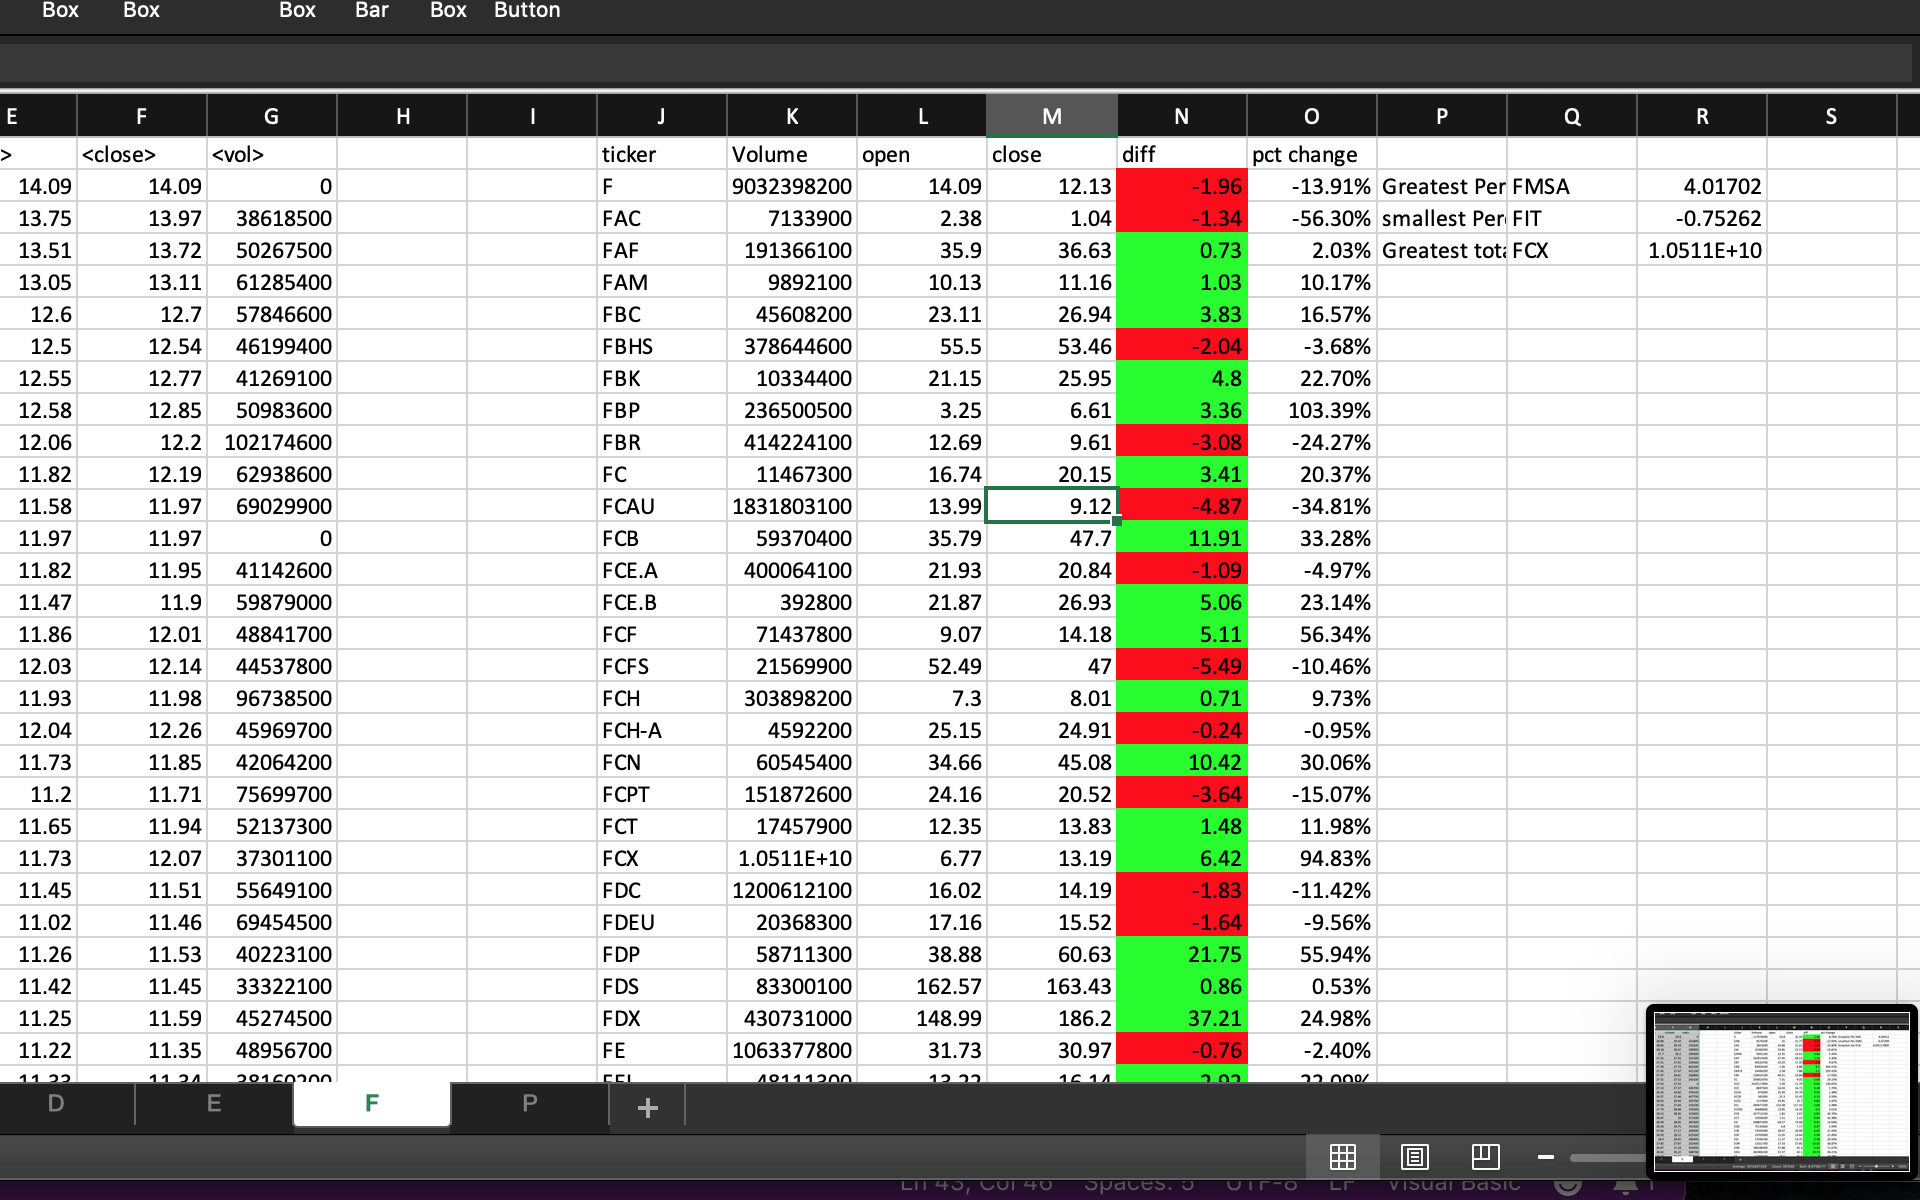 Box Box Box Bar Box Button
E F G H I J K L M N O P Q R S
> <close> <vol> ticker Volume open close diff pct change
14.09 14.09 0 F 9032398200 14.09 12.13 -1.96 -13.91% Greatest Per FMSA 4.01702
13.75 13.97 38618500 FAC 7133900 2.38 1.04 -1.34 -56.30% smallest Per FIT -0.75262
13.51 13.72 50267500 FAF 191366100 35.9 36.63 0.73 2.03% Greatest tota FCX 1.0511E+10
13.05 13.11 61285400 FAM 9892100 10.13 11.16 1.03 10.17%
12.6 12.7 57846600 FBC 45608200 23.11 26.94 3.83 16.57%
12.5 12.54 46199400 FBHS 378644600 55.5 53.46 -2.04 -3.68%
12.55 12.77 41269100 FBK 10334400 21.15 25.95 4.8 22.70%
12.58 12.85 50983600 FBP 236500500 3.25 6.61 3.36 103.39%
12.06 12.2 102174600 FBR 414224100 12.69 9.61 -3.08 -24.27%
11.82 12.19 62938600 FC 11467300 16.74 20.15 3.41 20.37%
11.58 11.97 69029900 FCAU 1831803100 13.99 9.12 -4.87 -34.81%
11.97 11.97 0 FCB 59370400 35.79 47.7 11.91 33.28%
11.82 11.95 41142600 FCE.A 400064100 21.93 20.84 -1.09 -4.97%
11.47 11.9 59879000 FCE.B 392800 21.87 26.93 5.06 23.14%
11.86 12.01 48841700 FCF 71437800 9.07 14.18 5.11 56.34%
12.03 12.14 44537800 FCFS 21569900 52.49 47 -5.49 -10.46%
11.93 11.98 96738500 FCH 303898200 7.3 8.01 0.71 9.73%
12.04 12.26 45969700 FCH-A 4592200 25.15 24.91 -0.24 -0.95%
11.73 11.85 42064200 FCN 60545400 34.66 45.08 10.42 30.06%
11.2 11.71 75699700 FCPT 151872600 24.16 20.52 -3.64 -15.07%
11.65 11.94 52137300 FCT 17457900 12.35 13.83 1.48 11.98%
11.73 12.07 37301100 FCX 1.0511E+10 6.77 13.19 6.42 94.83%
11.45 11.51 55649100 FDC 1200612100 16.02 14.19 -1.83 -11.42%
11.02 11.46 69454500 FDEU 20368300 17.16 15.52 -1.64 -9.56%
11.26 11.53 40223100 FDP 58711300 38.88 60.63 21.75 55.94%
11.42 11.45 33322100 FDS 83300100 162.57 163.43 0.86 0.53%
11.25 11.59 45274500 FDX 430731000 148.99 186.2 37.21 24.98%
11.22 11.35 48956700 FE 1063377800 31.73 30.97 -0.76 -2.40%
D E F P +
Ln 43, Col 46 Spaces: 5 UTF-8 LF Visual Basic